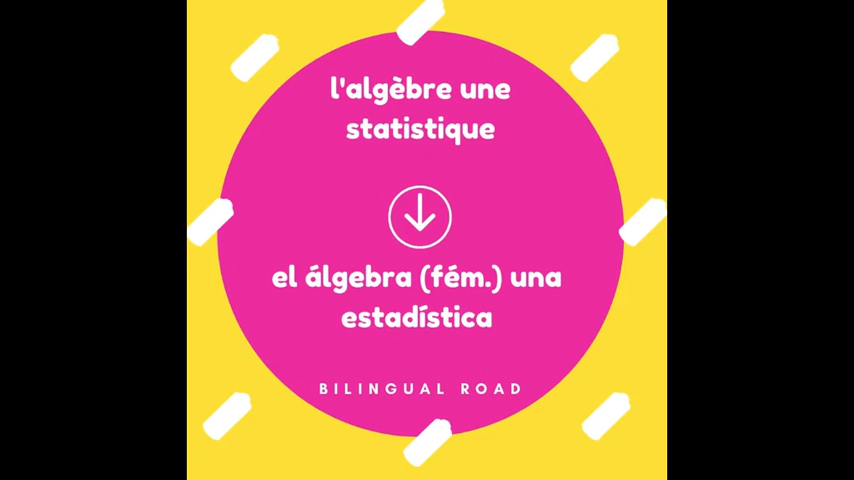 l'algèbre une
statistique
el álgebra (fém.) una
estadística
BILINGUAL ROAD